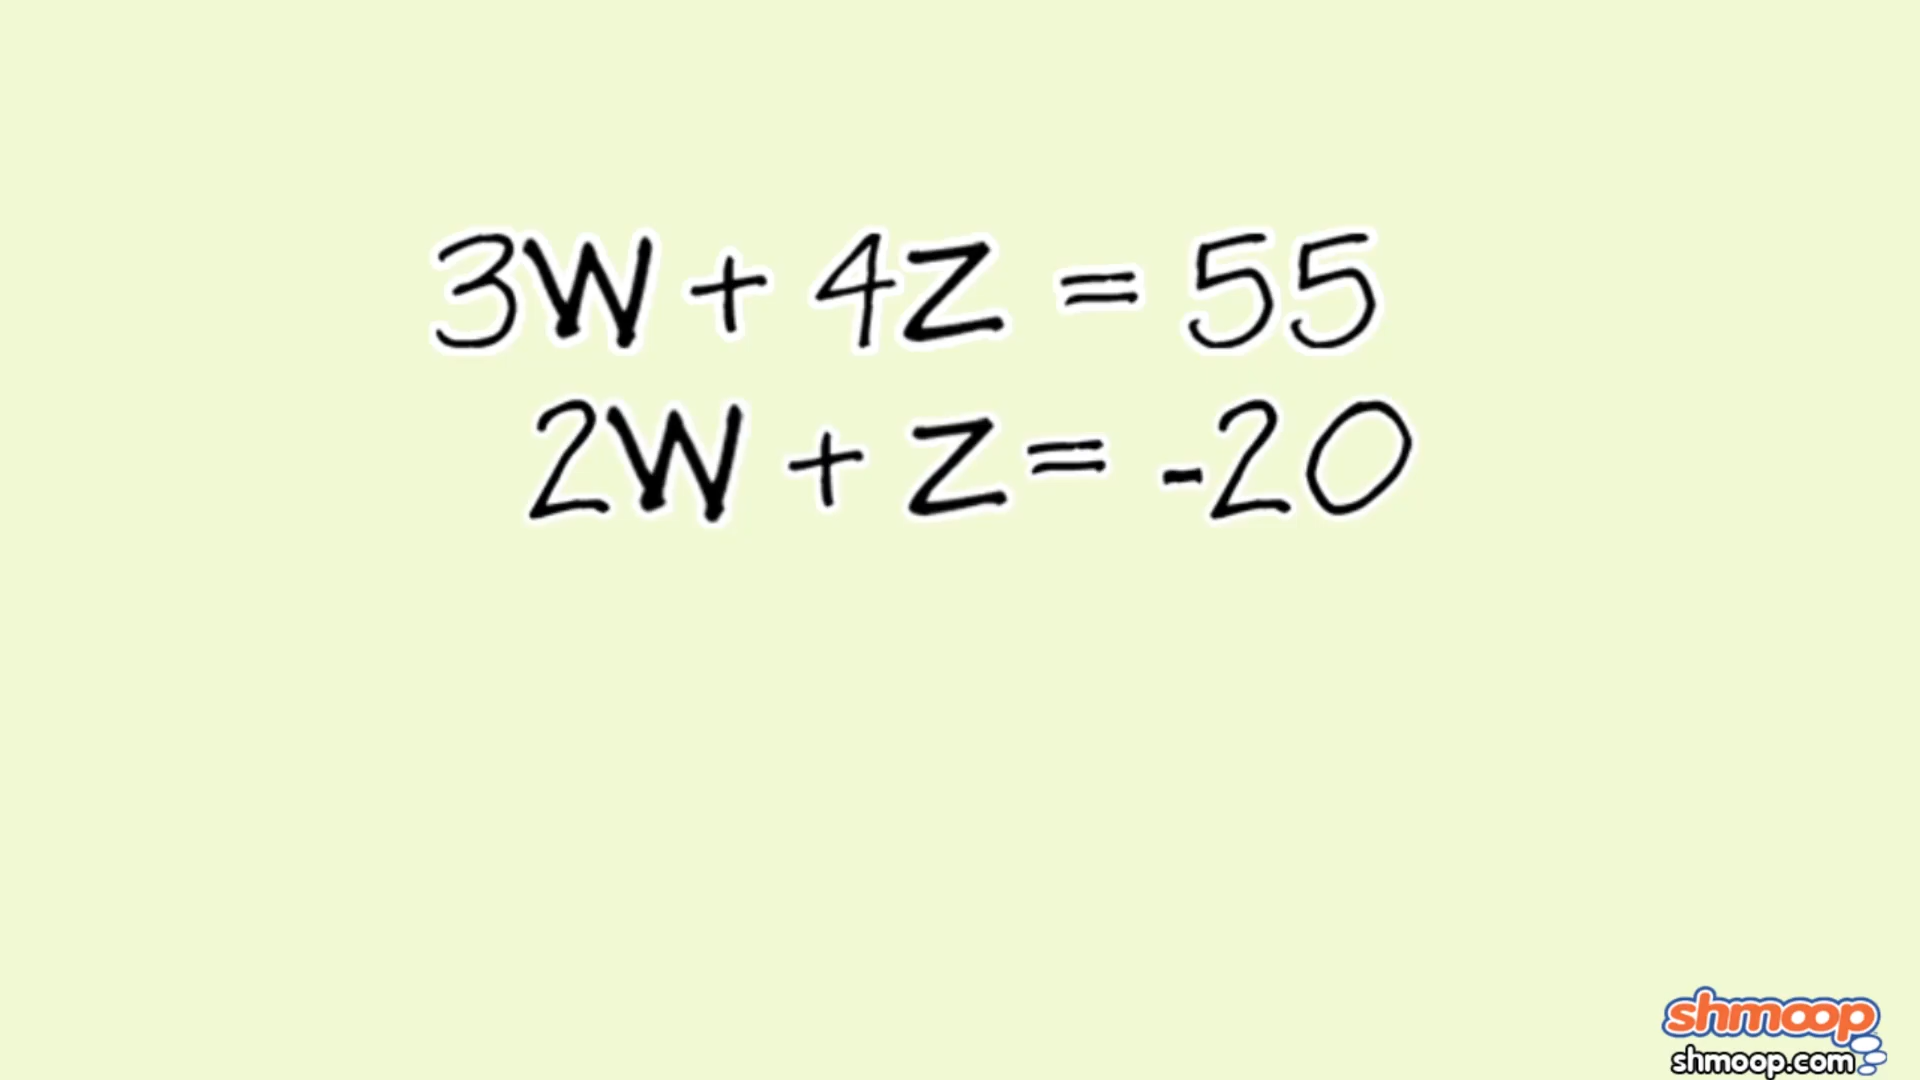 3W + 4Z = 55
2W + Z = -20
shmoop
shmoop.com